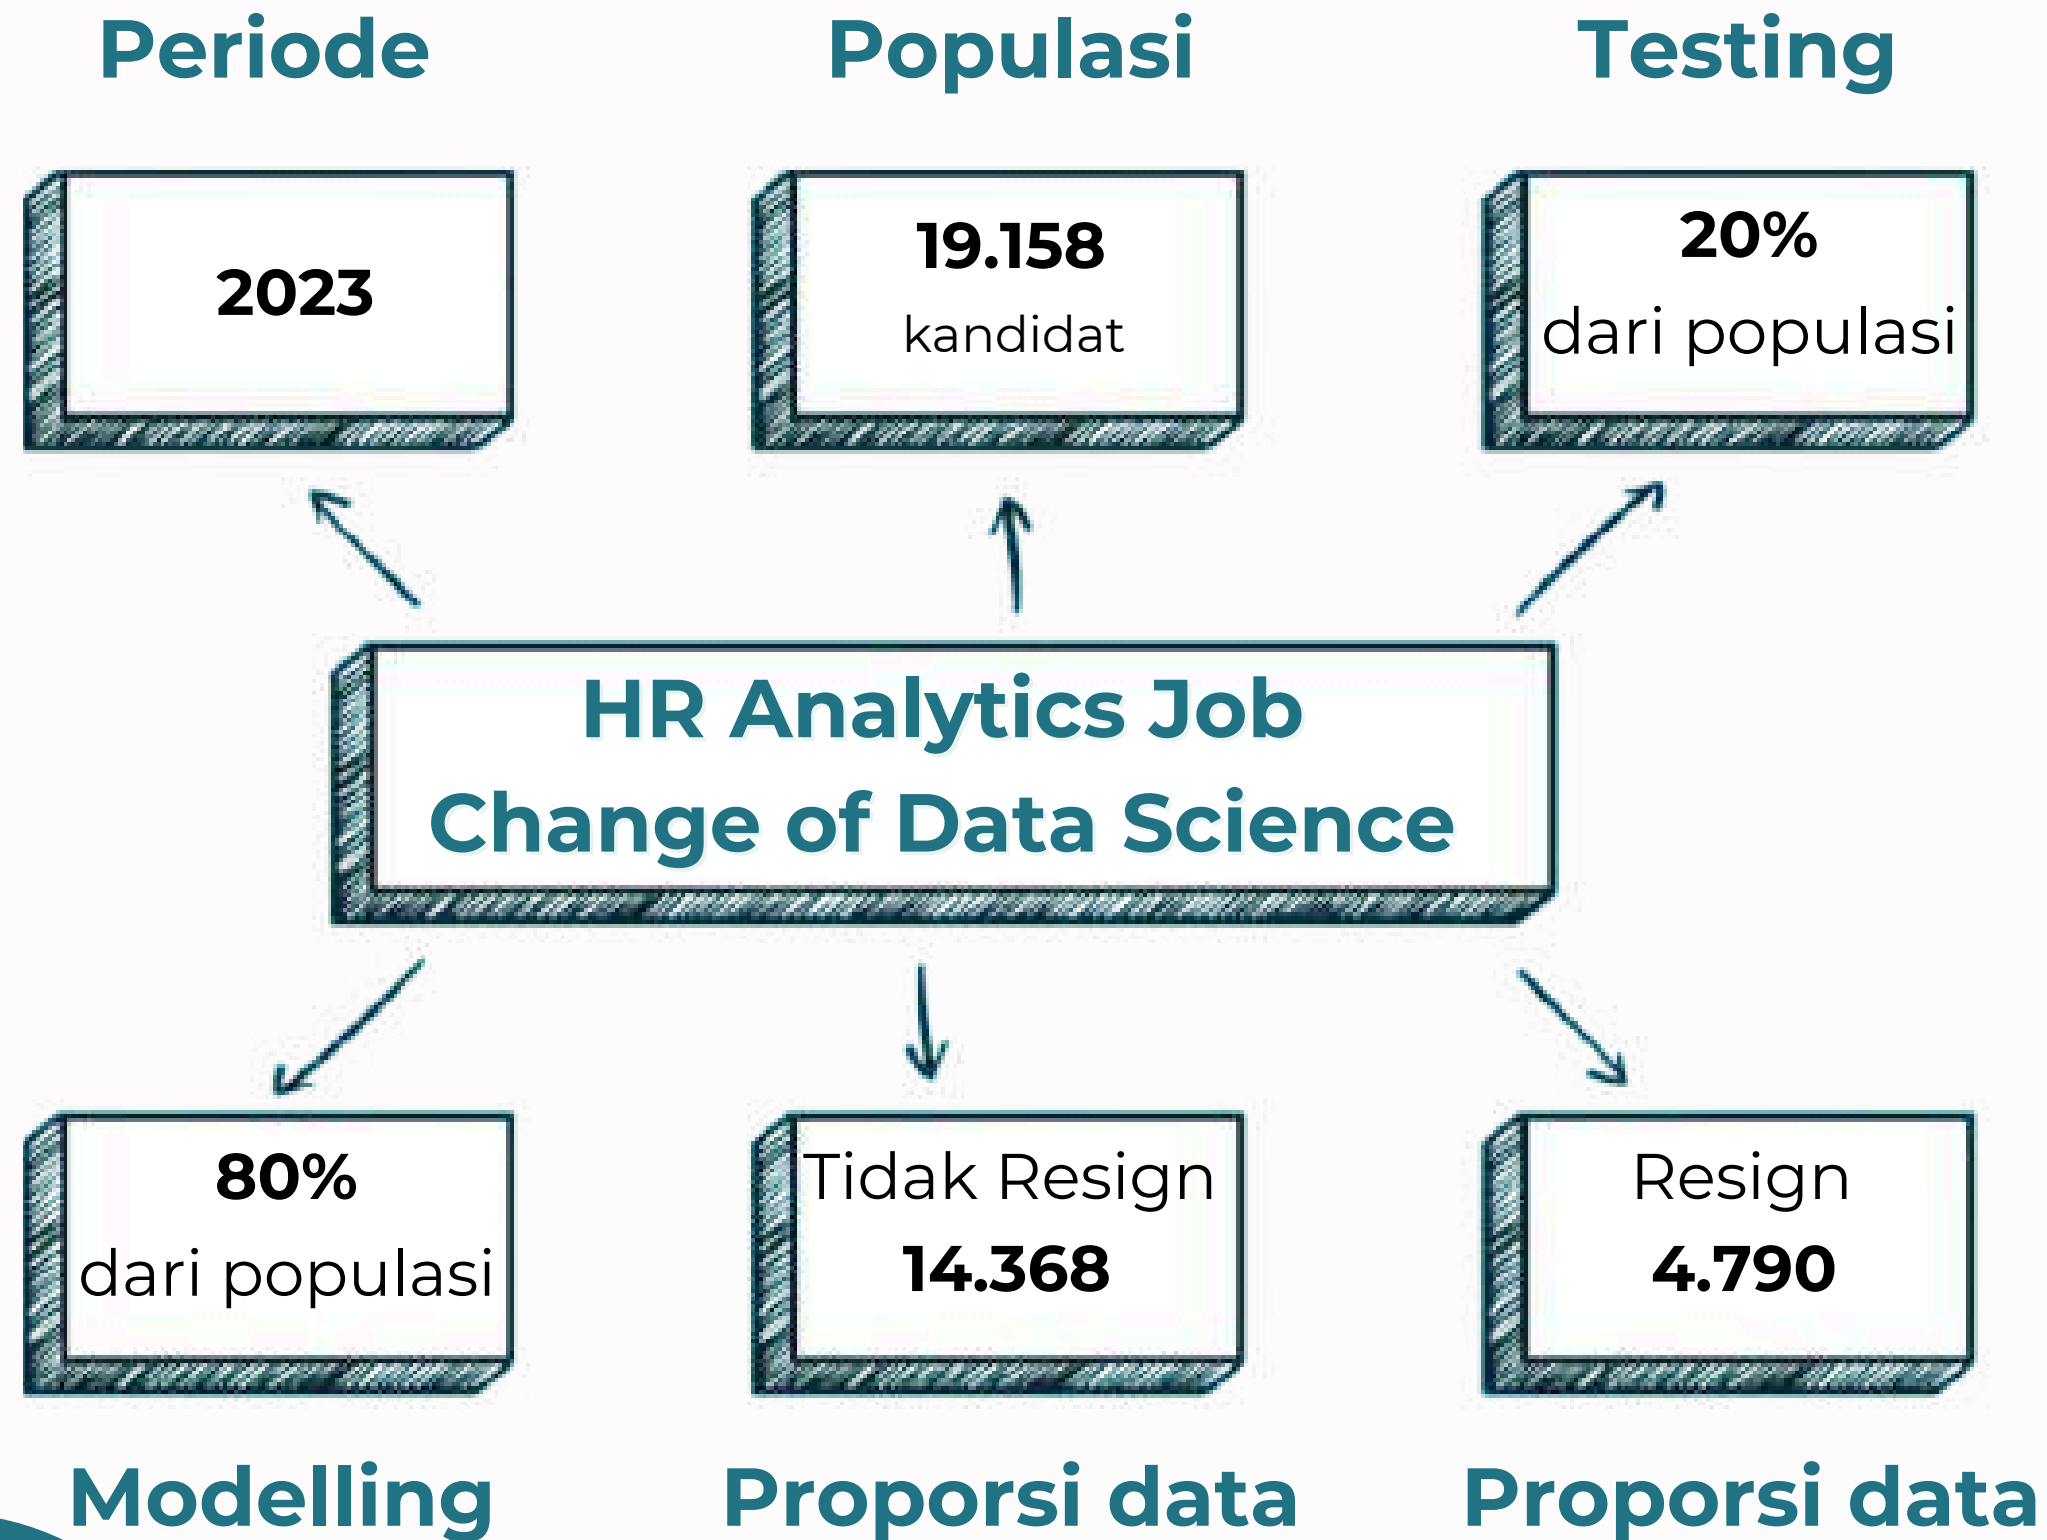 Periode
Populasi
Testing
2023
19.158
kandidat
20%
dari populasi
HR Analytics Job
Change of Data Science
80%
dari populasi
Tidak Resign
14.368
Resign
4.790
Modelling
Proporsi data
Proporsi data